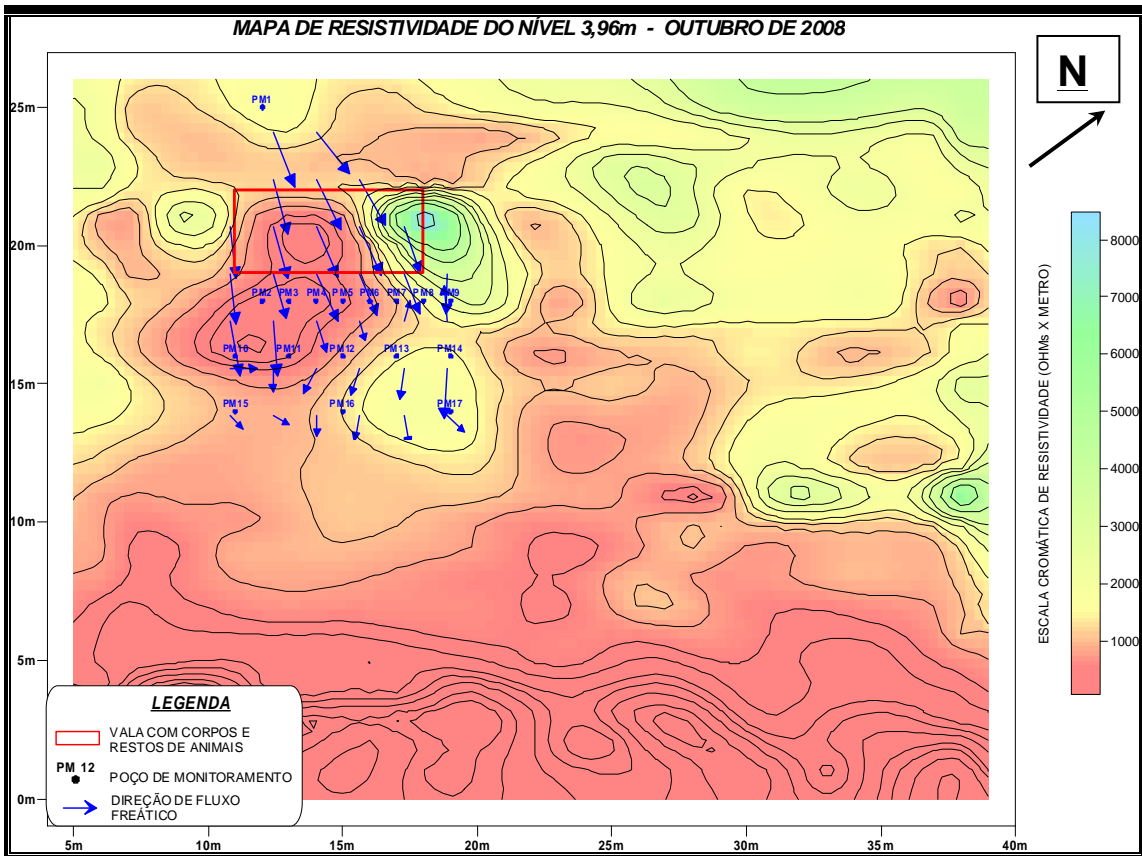 MAPA DE RESISTIVIDADE DO NÍVEL 3,96m - OUTUBRO DE 2008
N
25m
20m
15m
10m
5m
0m
PM1
PM2 PM3 PM4 PM5 PM6 PM7 PM8 PM9
PM10 PM11 PM12 PM13 PM14
PM15 PM16 PM17
ESCALA CROMÁTICA DE RESISTIVIDADE (OHMs X METRO)
8000
7000
6000
5000
4000
3000
2000
1000
LEGENDA
VALA COM CORPOS E
RESTOS DE ANIMAIS
PM 12
POÇO DE MONITORAMENTO
DIREÇÃO DE FLUXO
FREÁTICO
5m 10m 15m 20m 25m 30m 35m 40m